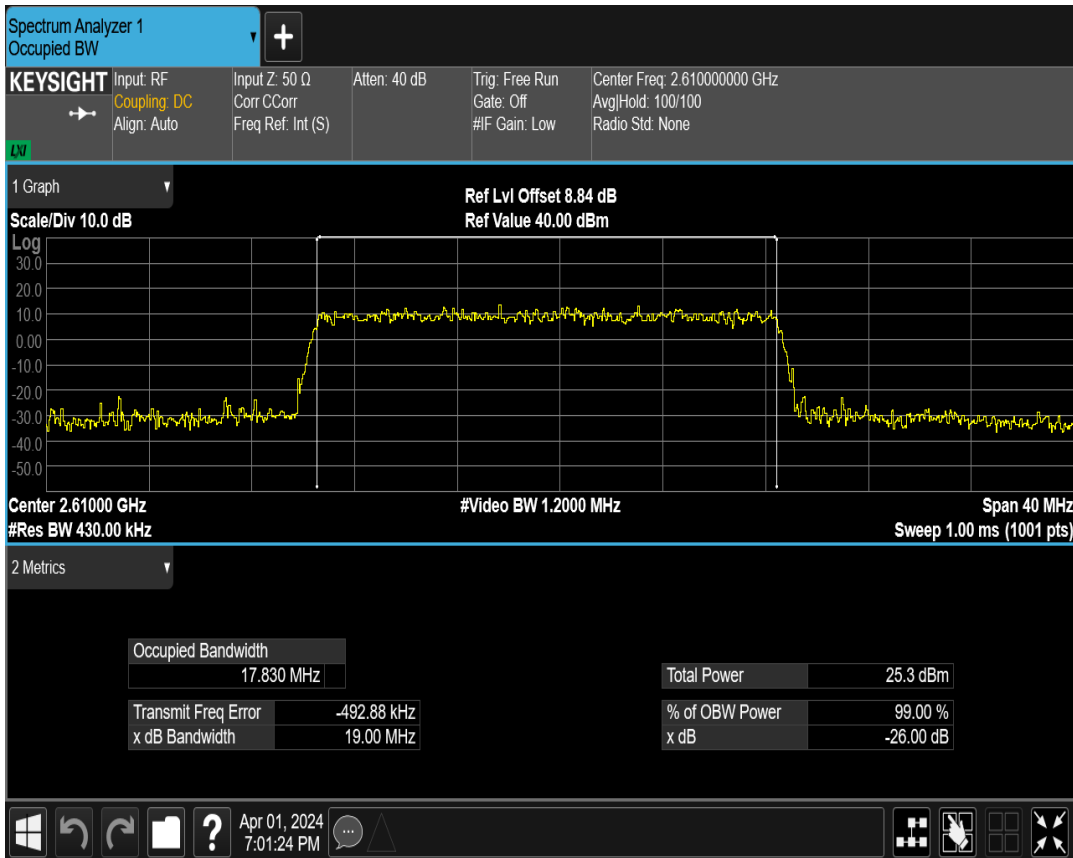 Spectrum Analyzer 1
Occupied BW
KEYSIGHT
LXI
Input: RF
Coupling: DC
Align: Auto
Input Z: 50 Ω
Corr CCorr
Freq Ref: Int (S)
Atten: 40 dB
Trig: Free Run
Gate: Off
#IF Gain: Low
Center Freq: 2.610000000 GHz
Avg|Hold: 100/100
Radio Std: None
1 Graph
Scale/Div 10.0 dB
Ref Lvl Offset 8.84 dB
Ref Value 40.00 dBm
Log
30.0
20.0
10.0
0.00
-10.0
-20.0
-30.0
-40.0
-50.0
Center 2.61000 GHz
#Video BW 1.2000 MHz
Span 40 MHz
#Res BW 430.00 kHz
Sweep 1.00 ms (1001 pts)
2 Metrics
Occupied Bandwidth
17.830 MHz
Transmit Freq Error -492.88 kHz
x dB Bandwidth 19.00 MHz
Total Power 25.3 dBm
% of OBW Power 99.00 %
x dB -26.00 dB
Apr 01, 2024
7:01:24 PM